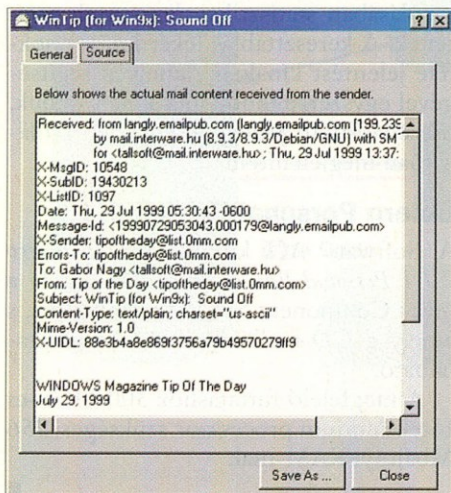 WinTip (for Win9x): Sound Off
General Source
Below shows the actual mail content received from the sender.
Received: from langly.emailpub.com (langly.emailpub.com [199.239
by mail.interware.hu (8.9.3/8.9.3/Debian/GNU) with SM
for <tallsoft@mail.interware.hu>; Thu, 29 Jul 1999 13:37:
X-MsgID: 10548
X-SubID: 19430213
X-ListID: 1097
Date: Thu, 29 Jul 1999 05:30:43 -0600
Message-Id: <19990729053043.000179@langly.emailpub.com>
X-Sender: tipoftheday@list.0mm.com
Errors-To: tipoftheday@list.0mm.com
To: Gabor Nagy <tallsoft@mail.interware.hu>
From: Tip of the Day <tipoftheday@list.0mm.com>
Subject: WinTip (for Win9x): Sound Off
Content-Type: text/plain; charset="us-ascii"
Mime-Version: 1.0
X-UIDL: 88e3b4a8e869f3756a79b49570279ff9
WINDOWS Magazine Tip Of The Day
July 29, 1999
Save As ... Close